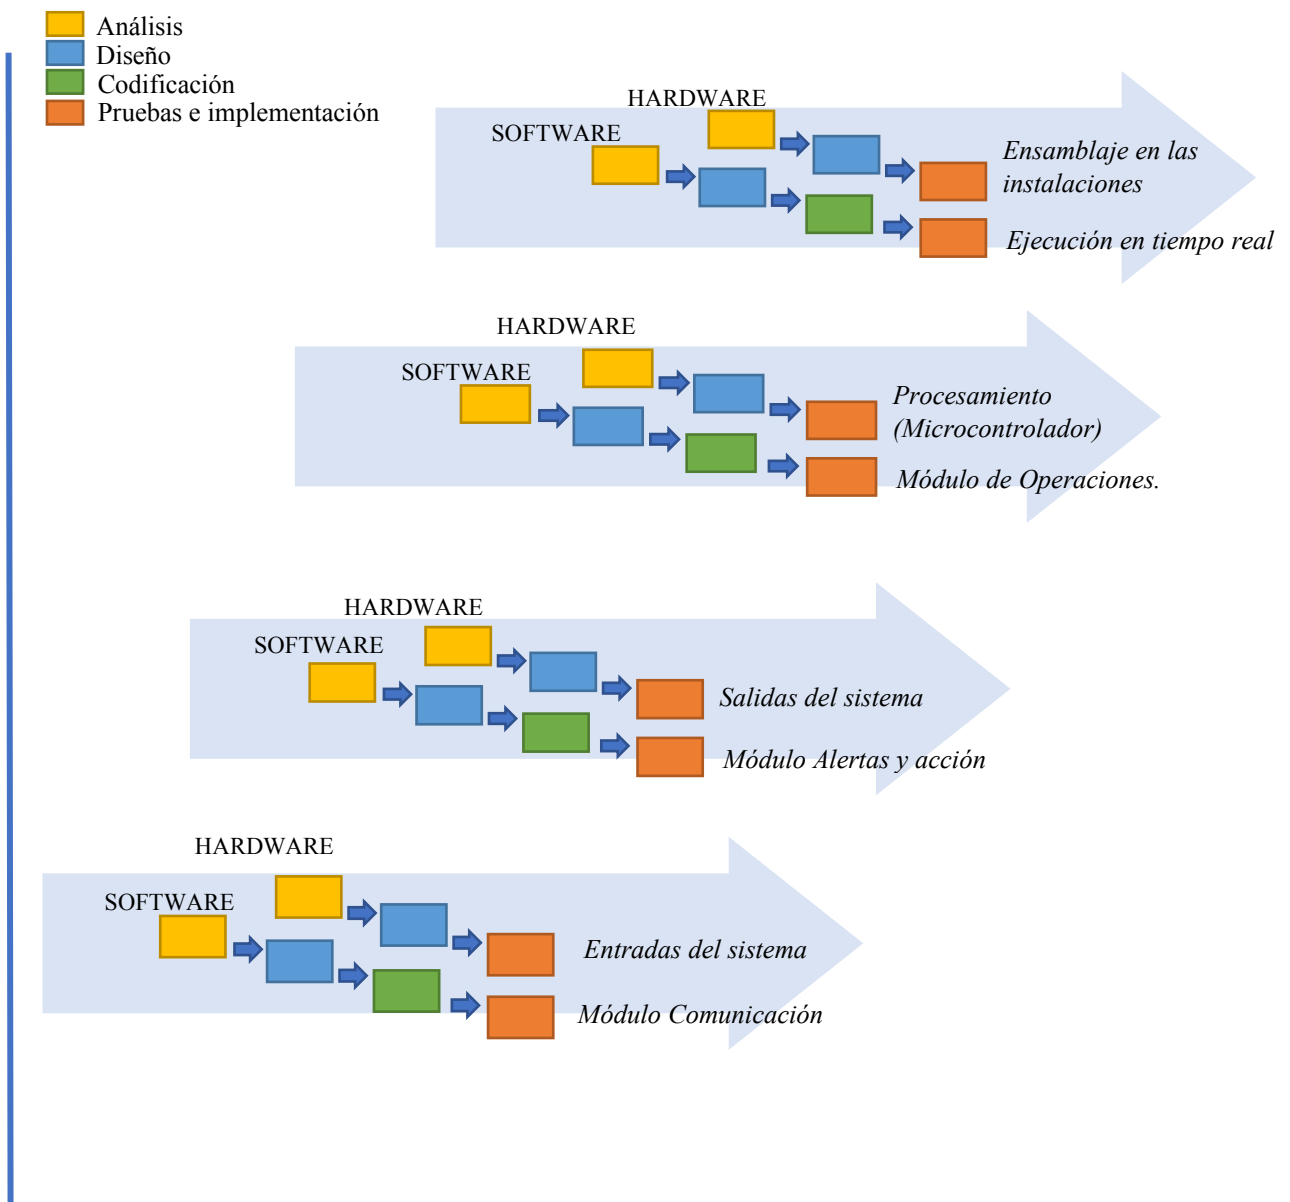 Análisis
Diseño
Codificación
Pruebas e implementación
HARDWARE
SOFTWARE
Ensamblaje en las
instalaciones
Ejecución en tiempo real
HARDWARE
SOFTWARE
Procesamiento
(Microcontrolador)
Módulo de Operaciones.
HARDWARE
SOFTWARE
Salidas del sistema
Módulo Alertas y acción
HARDWARE
SOFTWARE
Entradas del sistema
Módulo Comunicación